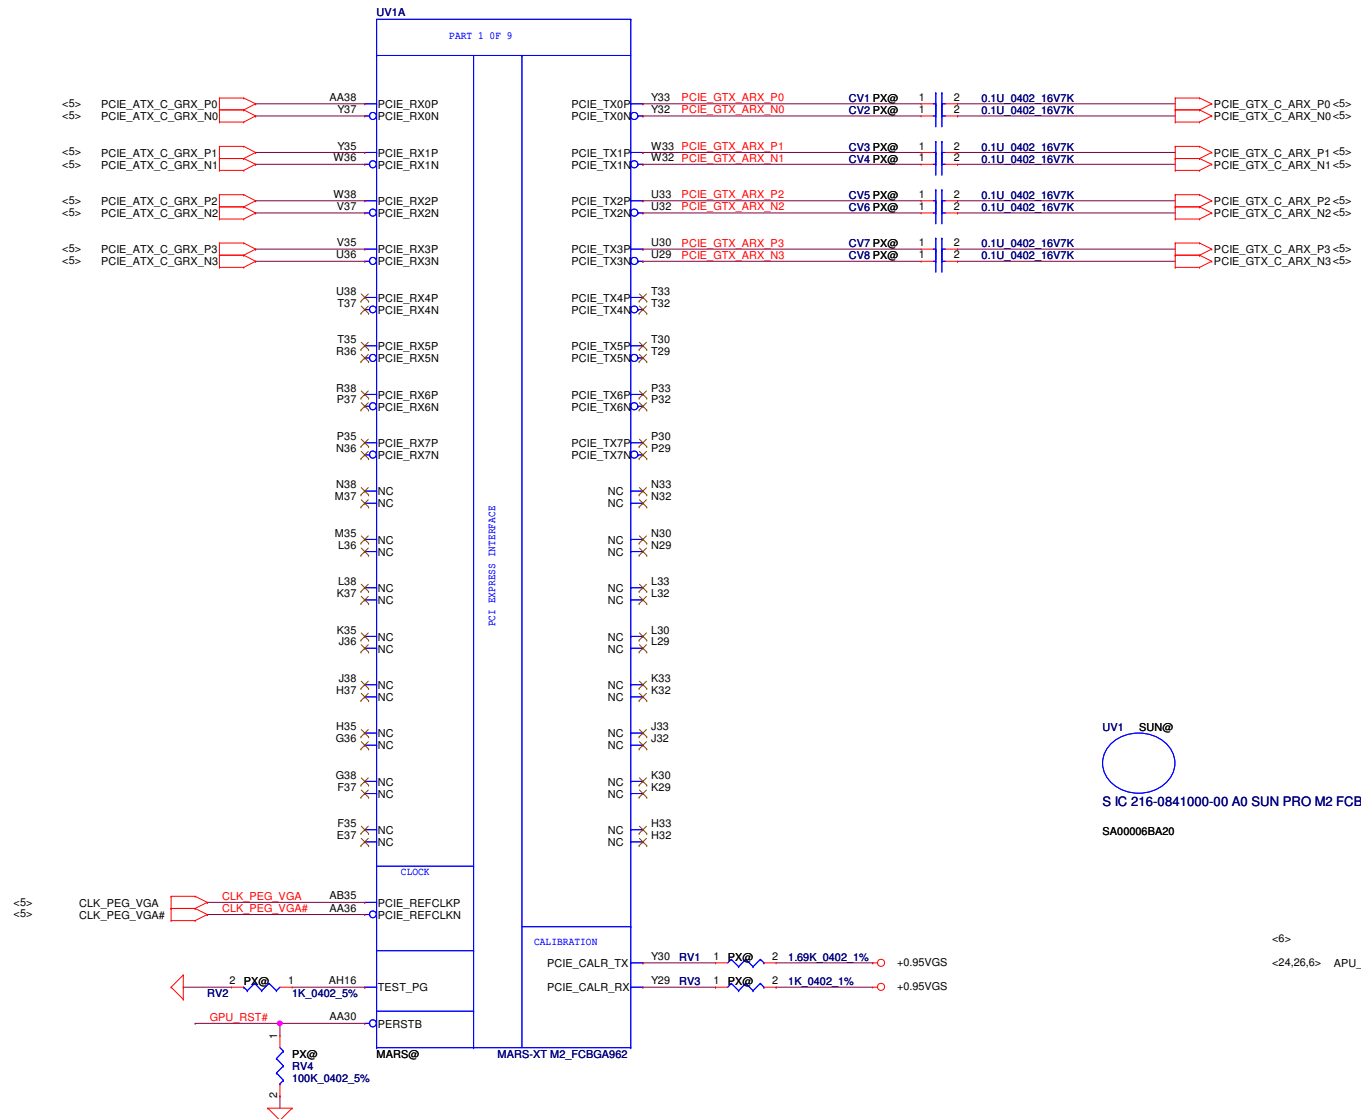 UV1A
PART 1 OF 9
<5> PCIE_ATX_C_GRX_P0 AA38 PCIE_RX0P PCIE_TX0P Y33 PCIE_GTX_ARX_P0 CV1 PX@ 1 2 0.1U_0402_16V7K PCIE_GTX_C_ARX_P0 <5>
<5> PCIE_ATX_C_GRX_N0 Y37 PCIE_RX0N PCIE_TX0N Y32 PCIE_GTX_ARX_N0 CV2 PX@ 1 2 0.1U_0402_16V7K PCIE_GTX_C_ARX_N0 <5>
<5> PCIE_ATX_C_GRX_P1 Y35 PCIE_RX1P PCIE_TX1P W33 PCIE_GTX_ARX_P1 CV3 PX@ 1 2 0.1U_0402_16V7K PCIE_GTX_C_ARX_P1 <5>
<5> PCIE_ATX_C_GRX_N1 W36 PCIE_RX1N PCIE_TX1N W32 PCIE_GTX_ARX_N1 CV4 PX@ 1 2 0.1U_0402_16V7K PCIE_GTX_C_ARX_N1 <5>
<5> PCIE_ATX_C_GRX_P2 W38 PCIE_RX2P PCIE_TX2P U33 PCIE_GTX_ARX_P2 CV5 PX@ 1 2 0.1U_0402_16V7K PCIE_GTX_C_ARX_P2 <5>
<5> PCIE_ATX_C_GRX_N2 V37 PCIE_RX2N PCIE_TX2N U32 PCIE_GTX_ARX_N2 CV6 PX@ 1 2 0.1U_0402_16V7K PCIE_GTX_C_ARX_N2 <5>
<5> PCIE_ATX_C_GRX_P3 V35 PCIE_RX3P PCIE_TX3P U30 PCIE_GTX_ARX_P3 CV7 PX@ 1 2 0.1U_0402_16V7K PCIE_GTX_C_ARX_P3 <5>
<5> PCIE_ATX_C_GRX_N3 U36 PCIE_RX3N PCIE_TX3N U29 PCIE_GTX_ARX_N3 CV8 PX@ 1 2 0.1U_0402_16V7K PCIE_GTX_C_ARX_N3 <5>
U38 PCIE_RX4P PCIE_TX4P T33
T37 PCIE_RX4N PCIE_TX4N T32
T35 PCIE_RX5P PCIE_TX5P T30
R36 PCIE_RX5N PCIE_TX5N T29
R38 PCIE_RX6P PCIE_TX6P P33
P37 PCIE_RX6N PCIE_TX6N P32
P35 PCIE_RX7P PCIE_TX7P P30
N36 PCIE_RX7N PCIE_TX7N P29
N38 NC NC N33
M37 NC NC N32
M35 NC NC N30
L36 NC NC N29
PCI EXPRESS INTERFACE
L38 NC NC L33
K37 NC NC L32
K35 NC NC L30
J36 NC NC L29
J38 NC NC K33
H37 NC NC K32
H35 NC NC J33
G36 NC NC J32
G38 NC NC K30
F37 NC NC K29
F35 NC NC H33
E37 NC NC H32
UV1 SUN@
S IC 216-0841000-00 A0 SUN PRO M2 FCB
SA00006BA20
CLOCK
<5> CLK_PEG_VGA CLK_PEG_VGA AB35 PCIE_REFCLKP
<5> CLK_PEG_VGA# CLK_PEG_VGA# AA36 PCIE_REFCLKN
CALIBRATION
PCIE_CALR_TX Y30 RV1 1 PX@ 2 1.69K_0402_1% +0.95VGS
PCIE_CALR_RX Y29 RV3 1 PX@ 2 1K_0402_1% +0.95VGS
<6>
<24,26,6> APU_
2 PX@ 1 AH16 TEST_PG
RV2 1K_0402_5%
GPU_RST# AA30 PERSTB
1
PX@
RV4
100K_0402_5%
2
MARS@ MARS-XT M2_FCBGA962